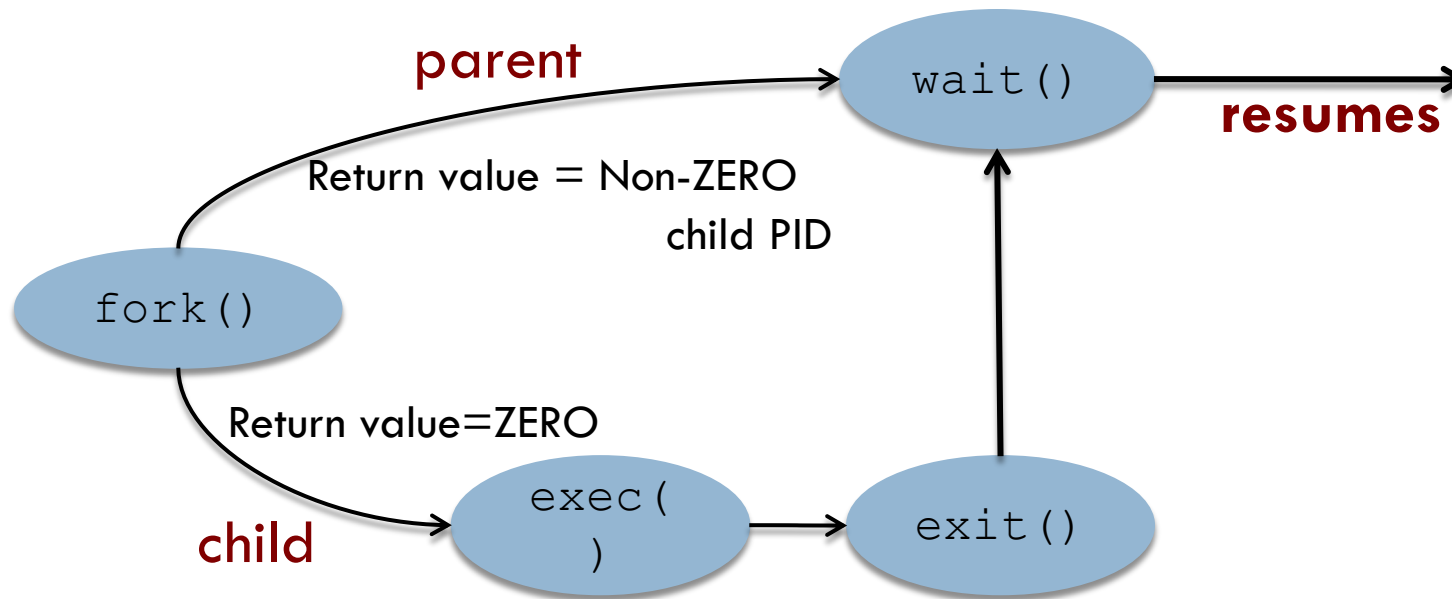 parent
wait()
resumes
Return value = Non-ZERO
child PID
fork()
Return value=ZERO
exec(
)
exit()
child